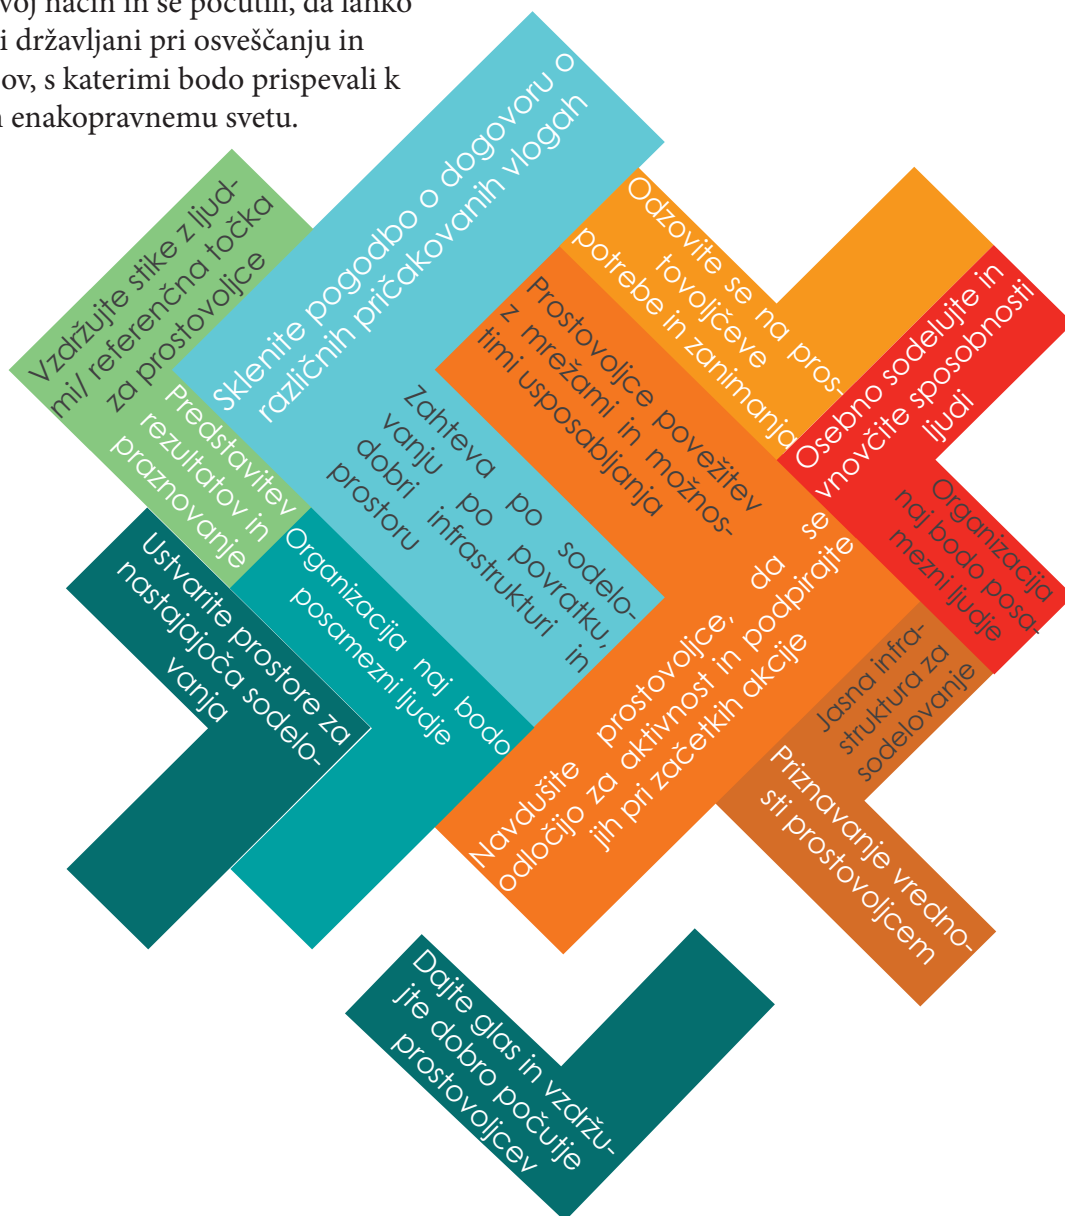 voj način in se počutili, da lahko
i državljani pri osveščanju in
ov, s katerimi bodo prispevali k
enakopravnemu svetu.
Sklenite pogodbo o dogovoru o
različnih pričakovanih vlogah
Vzdržujte stike z ljud-
mi/ referenčna točka
za prostovoljce
Odzovite se na pros-
tovoljčeve
potrebe in zanimanja
Osebno sodelujte in
vnovčite sposobnosti
ljudi
Prostovoljce povežitev
z mrežami in možnos-
timi usposabljanja
Predstavitev
rezultatov in
praznovanje
Zahteva po sodelo-
vanju po povratku,
dobri infrastrukturi in
prostoru
Organizacija
naj bodo posa-
mezni ljudje
Ustvarite prostore za
nastajajoča sodelo-
vanja
Organizacija naj bodo
posamezni ljudje
Navdušite prostovoljce, da se
odločijo za aktivnost in podpirajte
jih pri začetkih akcije
Jasna infra-
struktura za
sodelovanje
Priznavanje vredno-
sti prostovoljcem
Dajte glas in vzdržu-
jte dobro počutje
prostovoljcev